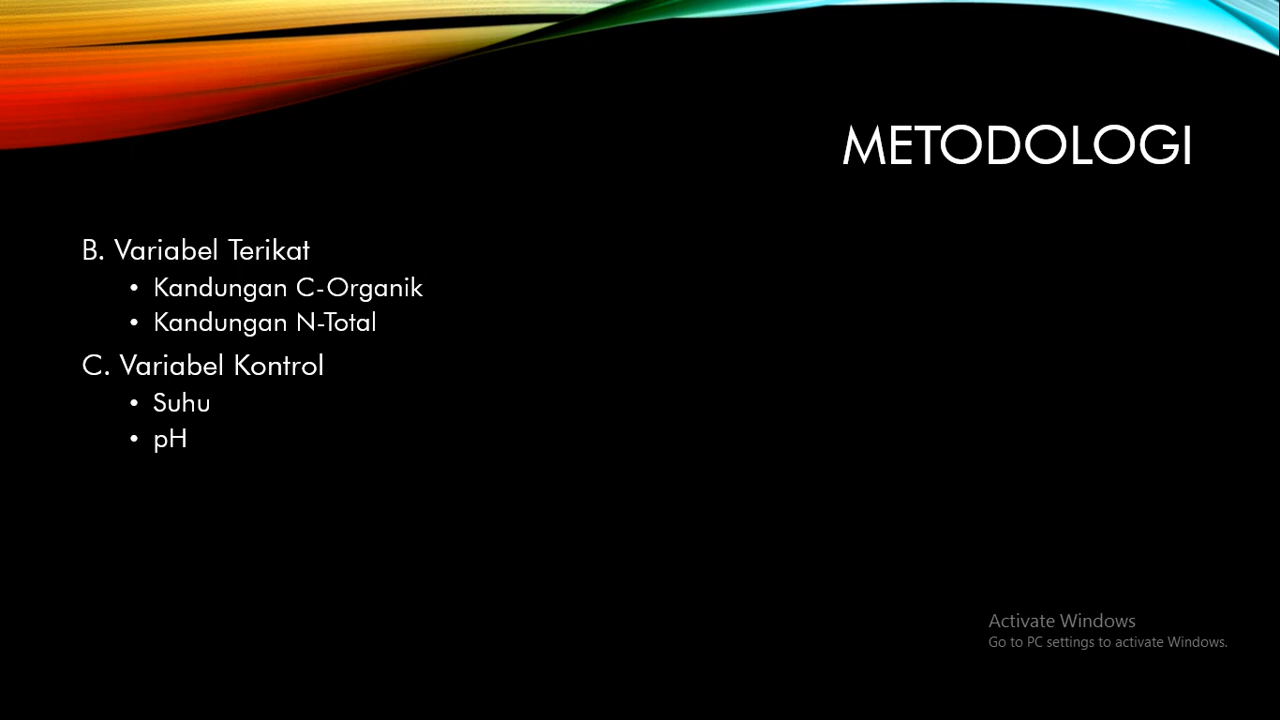 METODOLOGI
B. Variabel Terikat
• Kandungan C-Organik
• Kandungan N-Total
C. Variabel Kontrol
• Suhu
• pH
Activate Windows
Go to PC settings to activate Windows.